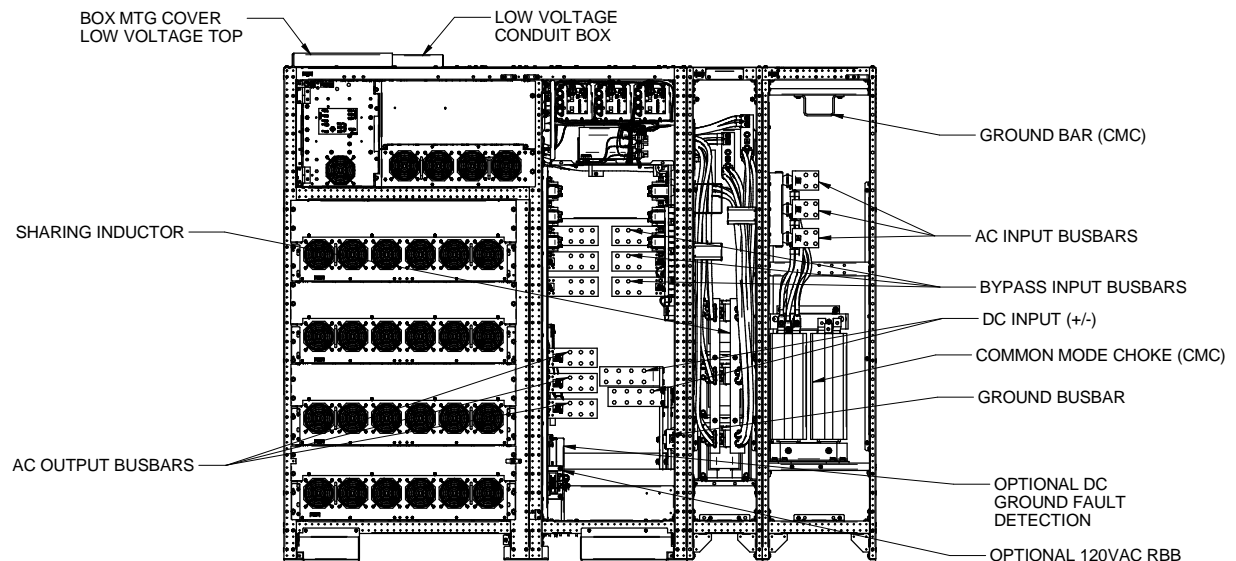 BOX MTG COVER
LOW VOLTAGE TOP
LOW VOLTAGE
CONDUIT BOX
GROUND BAR (CMC)
SHARING INDUCTOR
AC INPUT BUSBARS
BYPASS INPUT BUSBARS
DC INPUT (+/-)
COMMON MODE CHOKE (CMC)
GROUND BUSBAR
AC OUTPUT BUSBARS
OPTIONAL DC
GROUND FAULT
DETECTION
OPTIONAL 120VAC RBB